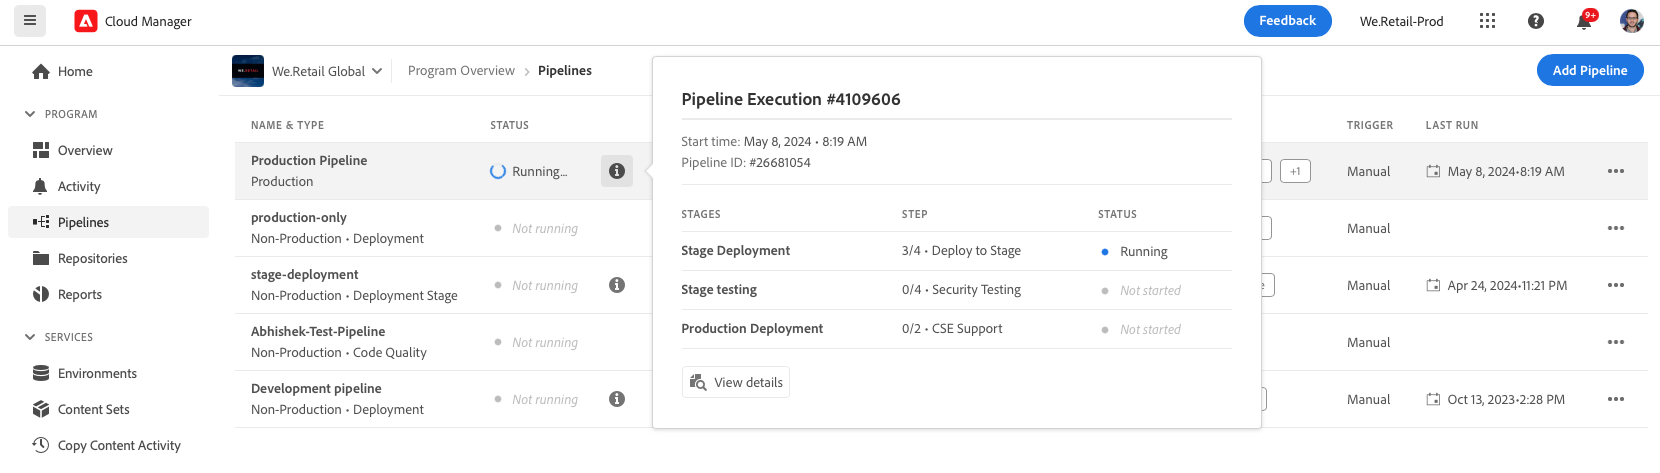 Cloud Manager
Feedback
We.Retail-Prod
9+
Home
PROGRAM
Overview
Activity
Pipelines
Repositories
Reports
SERVICES
Environments
Content Sets
Copy Content Activity
WE.RETAIL
We.Retail Global
Program Overview > Pipelines
Add Pipeline
NAME & TYPE STATUS TRIGGER LAST RUN
Production Pipeline
Production
Running...
+1
Manual
May 8, 2024•8:19 AM
production-only
Non-Production • Deployment
Not running
Manual
stage-deployment
Non-Production • Deployment Stage
Not running
Manual
Apr 24, 2024•11:21 PM
Abhishek-Test-Pipeline
Non-Production • Code Quality
Not running
Manual
Development pipeline
Non-Production • Deployment
Not running
Manual
Oct 13, 2023•2:28 PM
Pipeline Execution #4109606
Start time: May 8, 2024 • 8:19 AM
Pipeline ID: #26681054
STAGES STEP STATUS
Stage Deployment 3/4 • Deploy to Stage Running
Stage testing 0/4 • Security Testing Not started
Production Deployment 0/2 • CSE Support Not started
View details